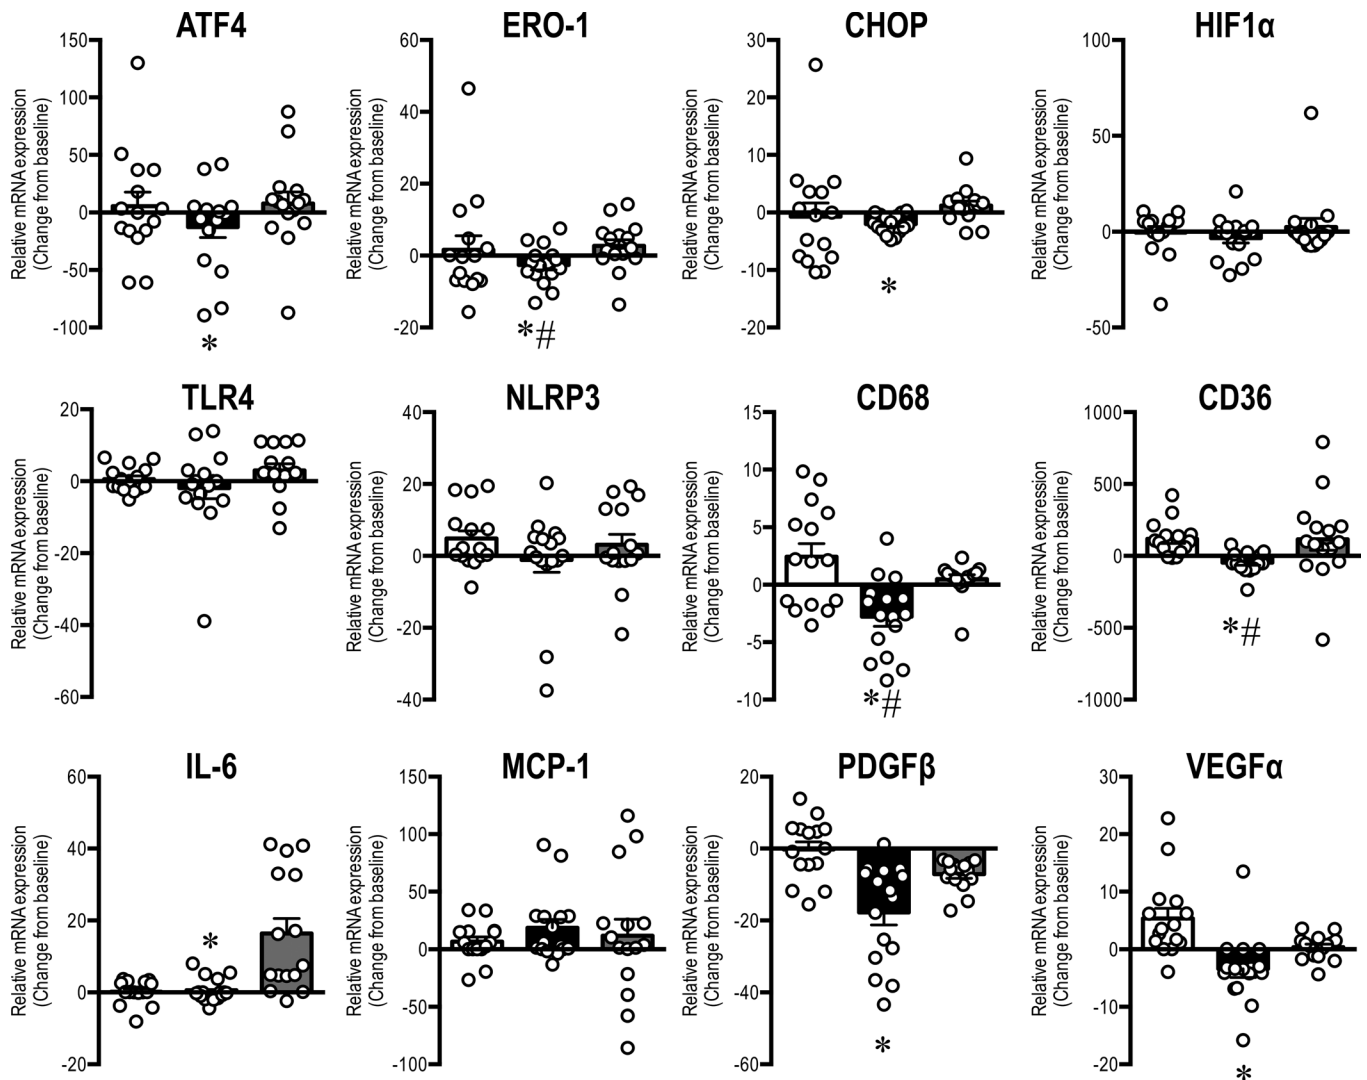 ATF4
Relative mRNA expression
(Change from baseline)
150
100
50
0
-50
-100
*
ERO-1
Relative mRNA expression
(Change from baseline)
60
40
20
0
-20
*#
CHOP
Relative mRNA expression
(Change from baseline)
30
20
10
0
-10
-20
*
HIF1α
Relative mRNA expression
(Change from baseline)
100
50
0
-50
TLR4
Relative mRNA expression
(Change from baseline)
20
0
-20
-40
-60
NLRP3
Relative mRNA expression
(Change from baseline)
40
20
0
-20
-40
CD68
Relative mRNA expression
(Change from baseline)
15
10
5
0
-5
-10
*#
CD36
Relative mRNA expression
(Change from baseline)
1000
500
0
-500
-1000
*#
IL-6
Relative mRNA expression
(Change from baseline)
60
40
20
0
-20
*
MCP-1
Relative mRNA expression
(Change from baseline)
150
100
50
0
-50
-100
PDGFβ
Relative mRNA expression
(Change from baseline)
20
0
-20
-40
-60
*
VEGFα
Relative mRNA expression
(Change from baseline)
30
20
10
0
-10
-20
*